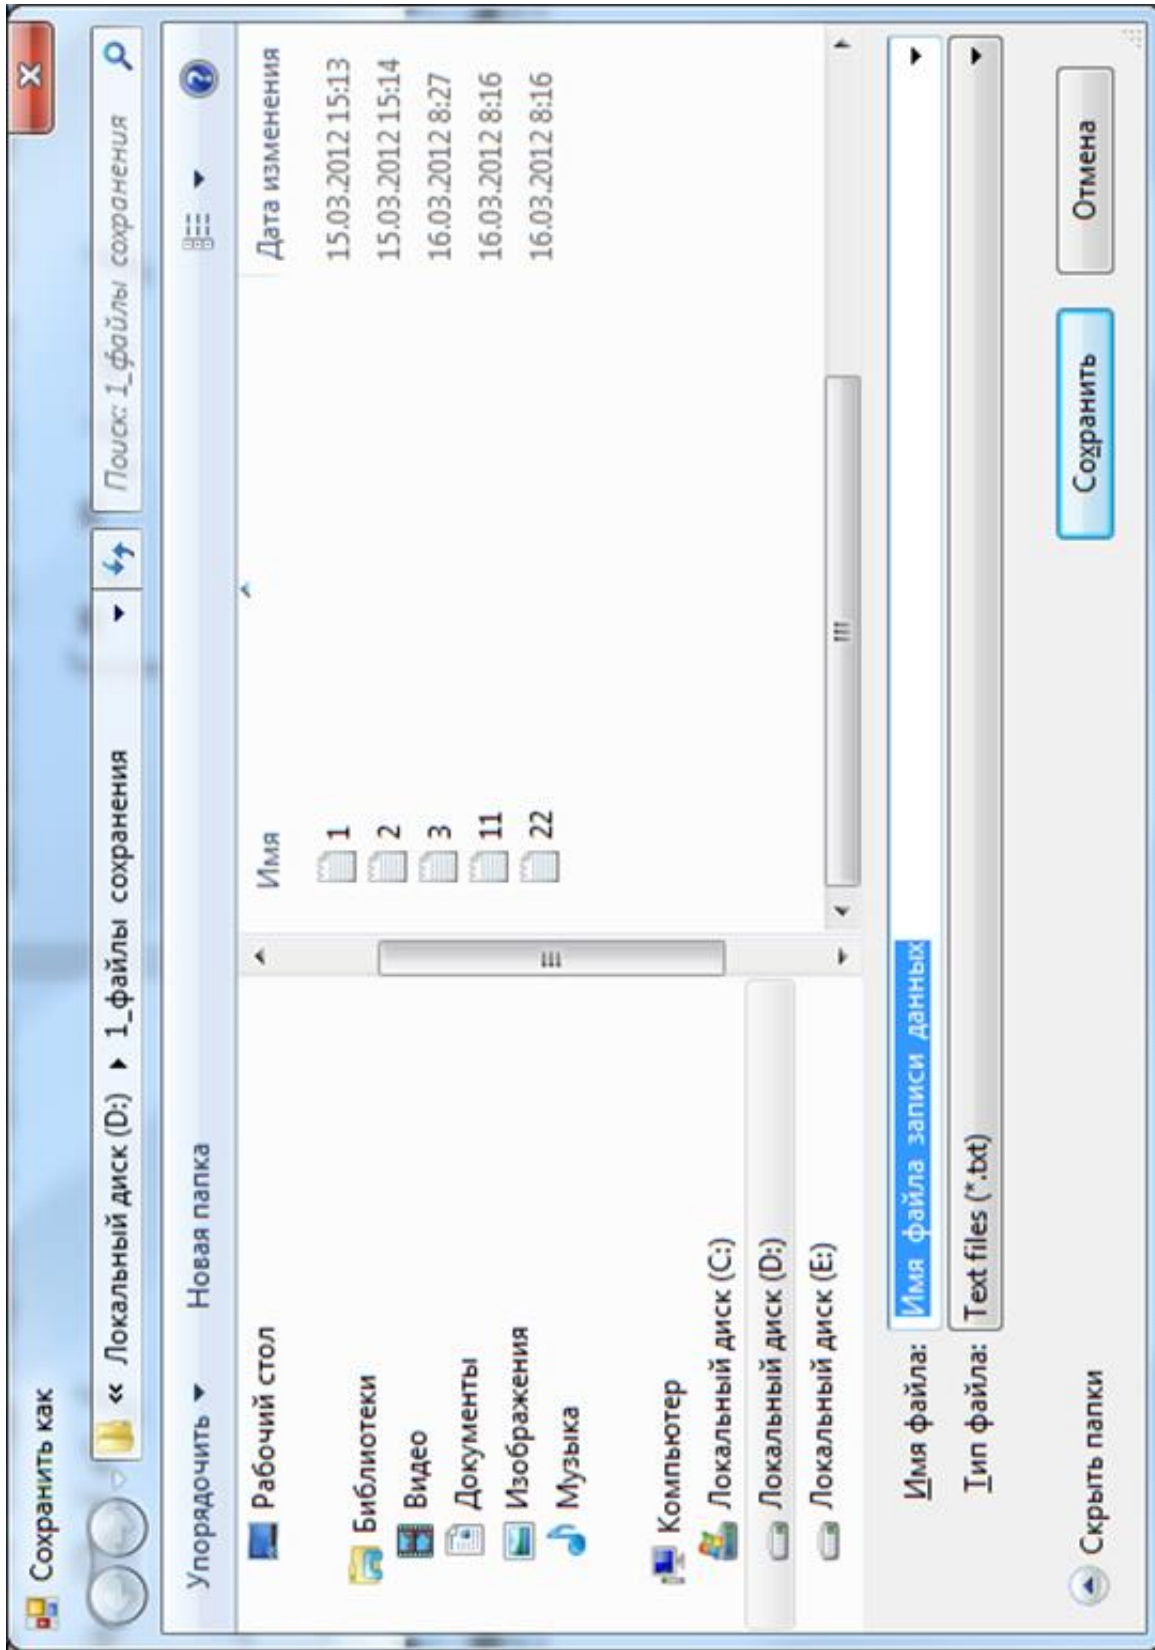 Сохранить как
« Локальный диск (D:) ▸ 1_файлы сохранения
Поиск: 1_файлы сохранения
Упорядочить
Новая папка
Рабочий стол
Библиотеки
Видео
Документы
Изображения
Музыка
Компьютер
Локальный диск (C:)
Локальный диск (D:)
Локальный диск (E:)
Имя Дата изменения
1 15.03.2012 15:13
2 15.03.2012 15:14
3 16.03.2012 8:27
11 16.03.2012 8:16
22 16.03.2012 8:16
Имя файла: Имя файла записи данных
Тип файла: Text files (*.txt)
Скрыть папки
Сохранить
Отмена